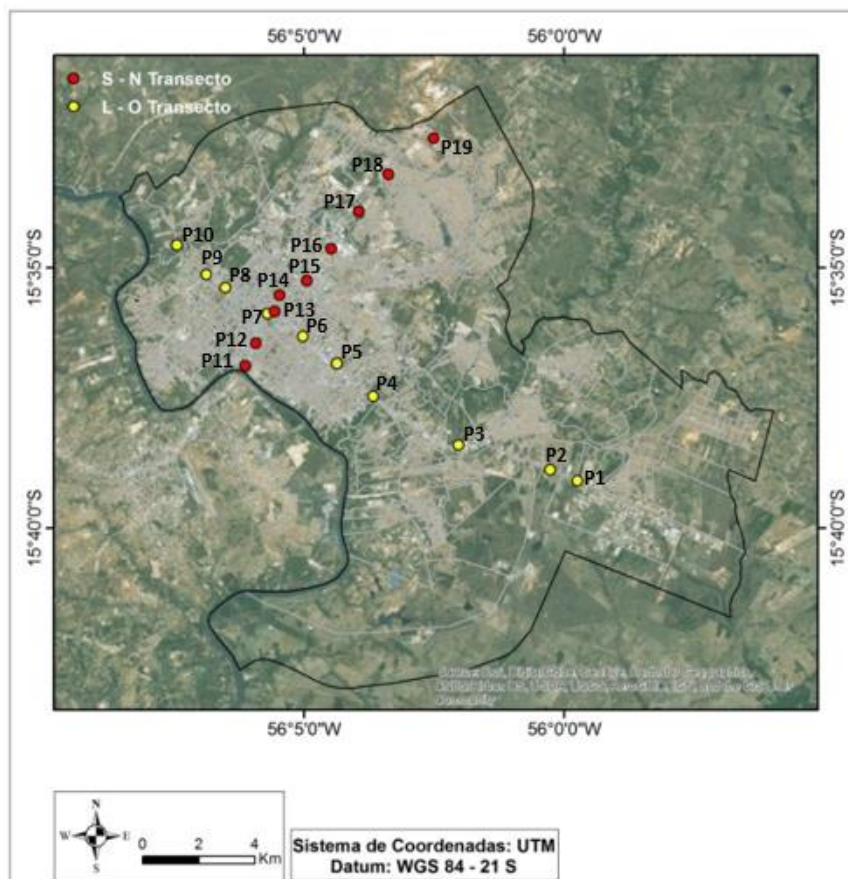 56°5'0"W 56°0'0"W
S - N Transecto
L - O Transecto
P19
P18
P17
P10
P16
15°35'0"S 15°35'0"S
P9
P15
P8
P14
P13
P7
P6
P12
P5
P11
P4
P3
P2
P1
15°40'0"S 15°40'0"S
56°5'0"W 56°0'0"W
N
W E
S
0 2 4
Km
Sistema de Coordenadas: UTM
Datum: WGS 84 - 21 S